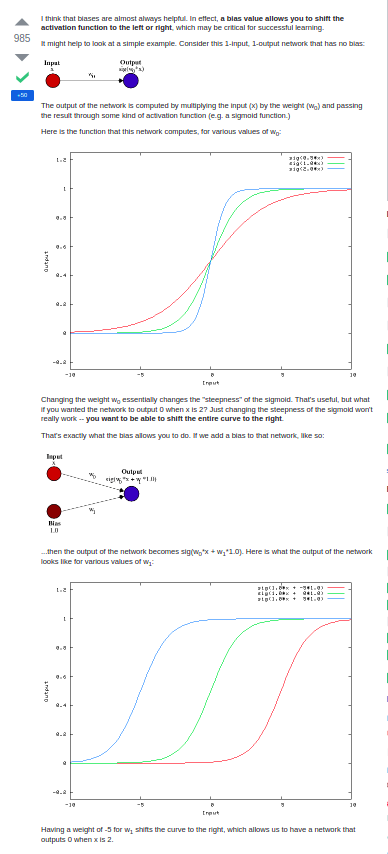 I think that biases are almost always helpful. In effect, a bias value allows you to shift the
activation function to the left or right, which may be critical for successful learning.
985
It might help to look at a simple example. Consider this 1-input, 1-output network that has no bias:
+50
Input
x
Output
sig(w0*x)
w0
The output of the network is computed by multiplying the input (x) by the weight (w0) and passing
the result through some kind of activation function (e.g. a sigmoid function.)
Here is the function that this network computes, for various values of w0:
sig(0.5*x)
sig(1.0*x)
sig(2.0*x)
1.2
1
0.8
0.6
0.4
0.2
0
-0.2
Output
-10 -5 0 5 10
Input
Changing the weight w0 essentially changes the "steepness" of the sigmoid. That's useful, but what
if you wanted the network to output 0 when x is 2? Just changing the steepness of the sigmoid won't
really work -- you want to be able to shift the entire curve to the right.
That's exactly what the bias allows you to do. If we add a bias to that network, like so:
Input
x
w0
Output
sig(w0*x + w1*1.0)
w1
Bias
1.0
...then the output of the network becomes sig(w0*x + w1*1.0). Here is what the output of the network
looks like for various values of w1:
sig(1.0*x + -5*1.0)
sig(1.0*x + 0*1.0)
sig(1.0*x + 5*1.0)
1.2
1
0.8
0.6
0.4
0.2
0
-0.2
Output
-10 -5 0 5 10
Input
Having a weight of -5 for w1 shifts the curve to the right, which allows us to have a network that
outputs 0 when x is 2.